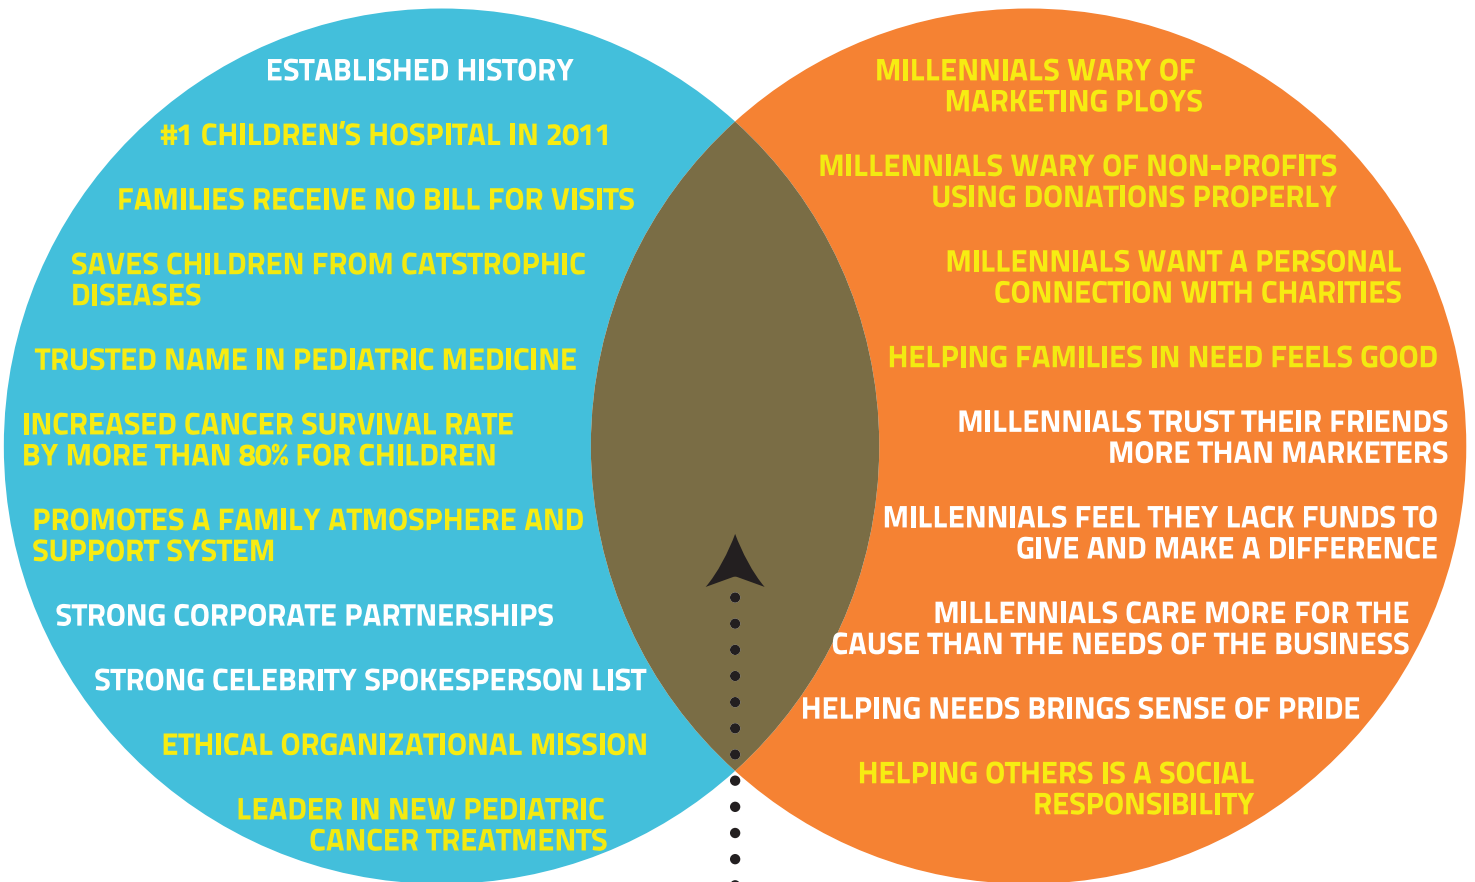 ESTABLISHED HISTORY
#1 CHILDREN'S HOSPITAL IN 2011
FAMILIES RECEIVE NO BILL FOR VISITS
SAVES CHILDREN FROM CATSTROPHIC
DISEASES
TRUSTED NAME IN PEDIATRIC MEDICINE
INCREASED CANCER SURVIVAL RATE
BY MORE THAN 80% FOR CHILDREN
PROMOTES A FAMILY ATMOSPHERE AND
SUPPORT SYSTEM
STRONG CORPORATE PARTNERSHIPS
STRONG CELEBRITY SPOKESPERSON LIST
ETHICAL ORGANIZATIONAL MISSION
LEADER IN NEW PEDIATRIC
CANCER TREATMENTS
MILLENNIALS WARY OF
MARKETING PLOYS
MILLENNIALS WARY OF NON-PROFITS
USING DONATIONS PROPERLY
MILLENNIALS WANT A PERSONAL
CONNECTION WITH CHARITIES
HELPING FAMILIES IN NEED FEELS GOOD
MILLENNIALS TRUST THEIR FRIENDS
MORE THAN MARKETERS
MILLENNIALS FEEL THEY LACK FUNDS TO
GIVE AND MAKE A DIFFERENCE
MILLENNIALS CARE MORE FOR THE
CAUSE THAN THE NEEDS OF THE BUSINESS
HELPING NEEDS BRINGS SENSE OF PRIDE
HELPING OTHERS IS A SOCIAL
RESPONSIBILITY